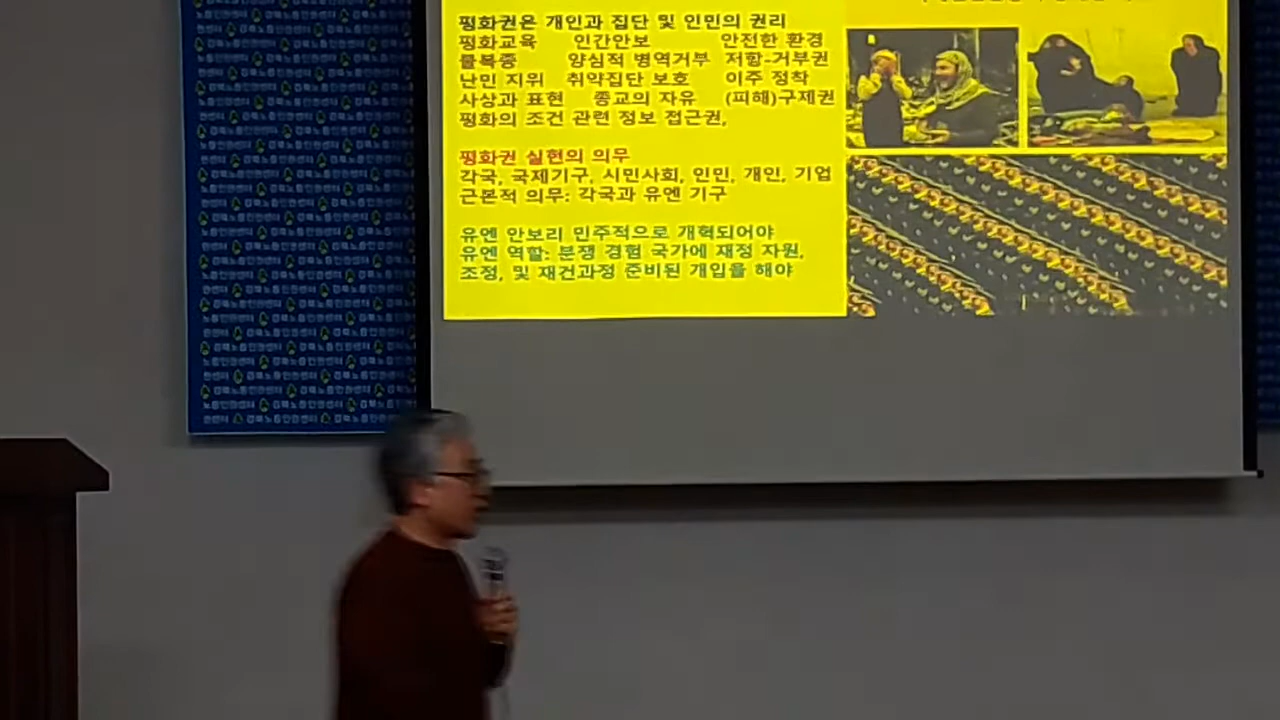 평화권은 개인과 집단 및 인민의 권리
평화교육 인간안보 안전한 환경
불복종 양심적 병역거부 저항-거부권
난민 지위 취약집단 보호 이주 정착
사상과 표현 종교의 자유 (피해)구제권
평화의 조건 관련 정보 접근권,
평화권 실현의 의무
각국, 국제기구, 시민사회, 인민, 개인, 기업
근본적 의무: 각국과 유엔 기구
유엔 안보리 민주적으로 개혁되어야
유엔 역할: 분쟁 경험 국가에 재정 자원,
조정, 및 재건과정 준비된 개입을 해야